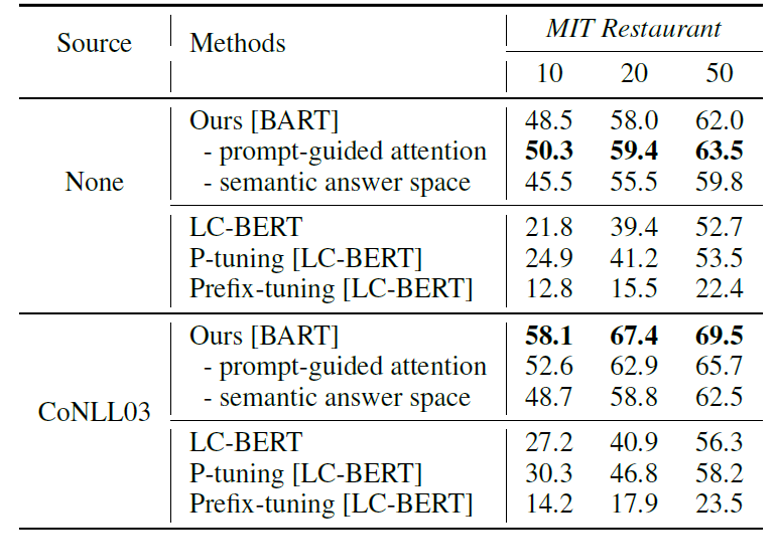 Source Methods MIT Restaurant
10 20 50
Ours [BART] 48.5 58.0 62.0
- prompt-guided attention 50.3 59.4 63.5
None - semantic answer space 45.5 55.5 59.8
LC-BERT 21.8 39.4 52.7
P-tuning [LC-BERT] 24.9 41.2 53.5
Prefix-tuning [LC-BERT] 12.8 15.5 22.4
Ours [BART] 58.1 67.4 69.5
- prompt-guided attention 52.6 62.9 65.7
- semantic answer space 48.7 58.8 62.5
CoNLL03
LC-BERT 27.2 40.9 56.3
P-tuning [LC-BERT] 30.3 46.8 58.2
Prefix-tuning [LC-BERT] 14.2 17.9 23.5